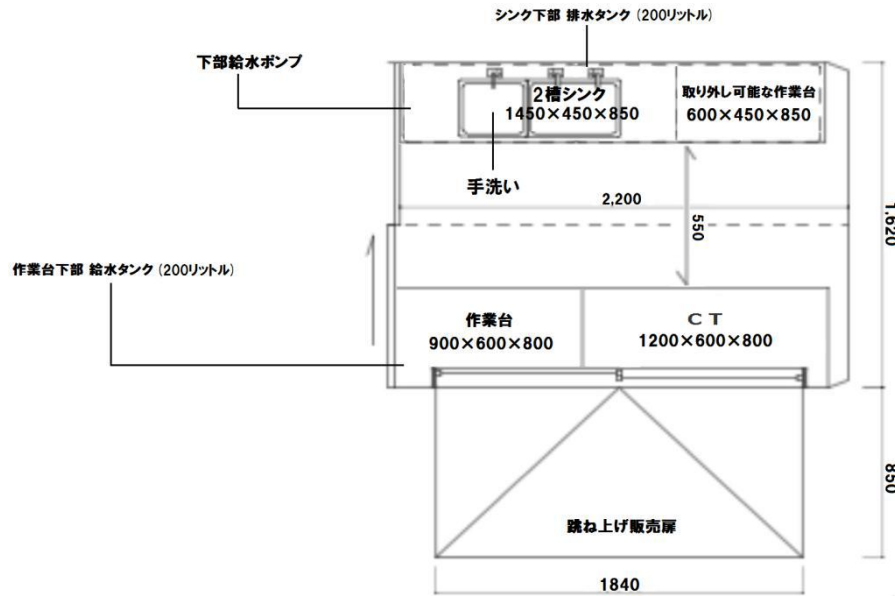 シンク下部 排水タンク (200リットル)
下部給水ポンプ
2槽シンク
1450×450×850
取り外し可能な作業台
600×450×850
手洗い
2,200
550
1,620
作業台下部 給水タンク (200リットル)
作業台
900×600×800
CT
1200×600×800
850
跳ね上げ販売扉
1840